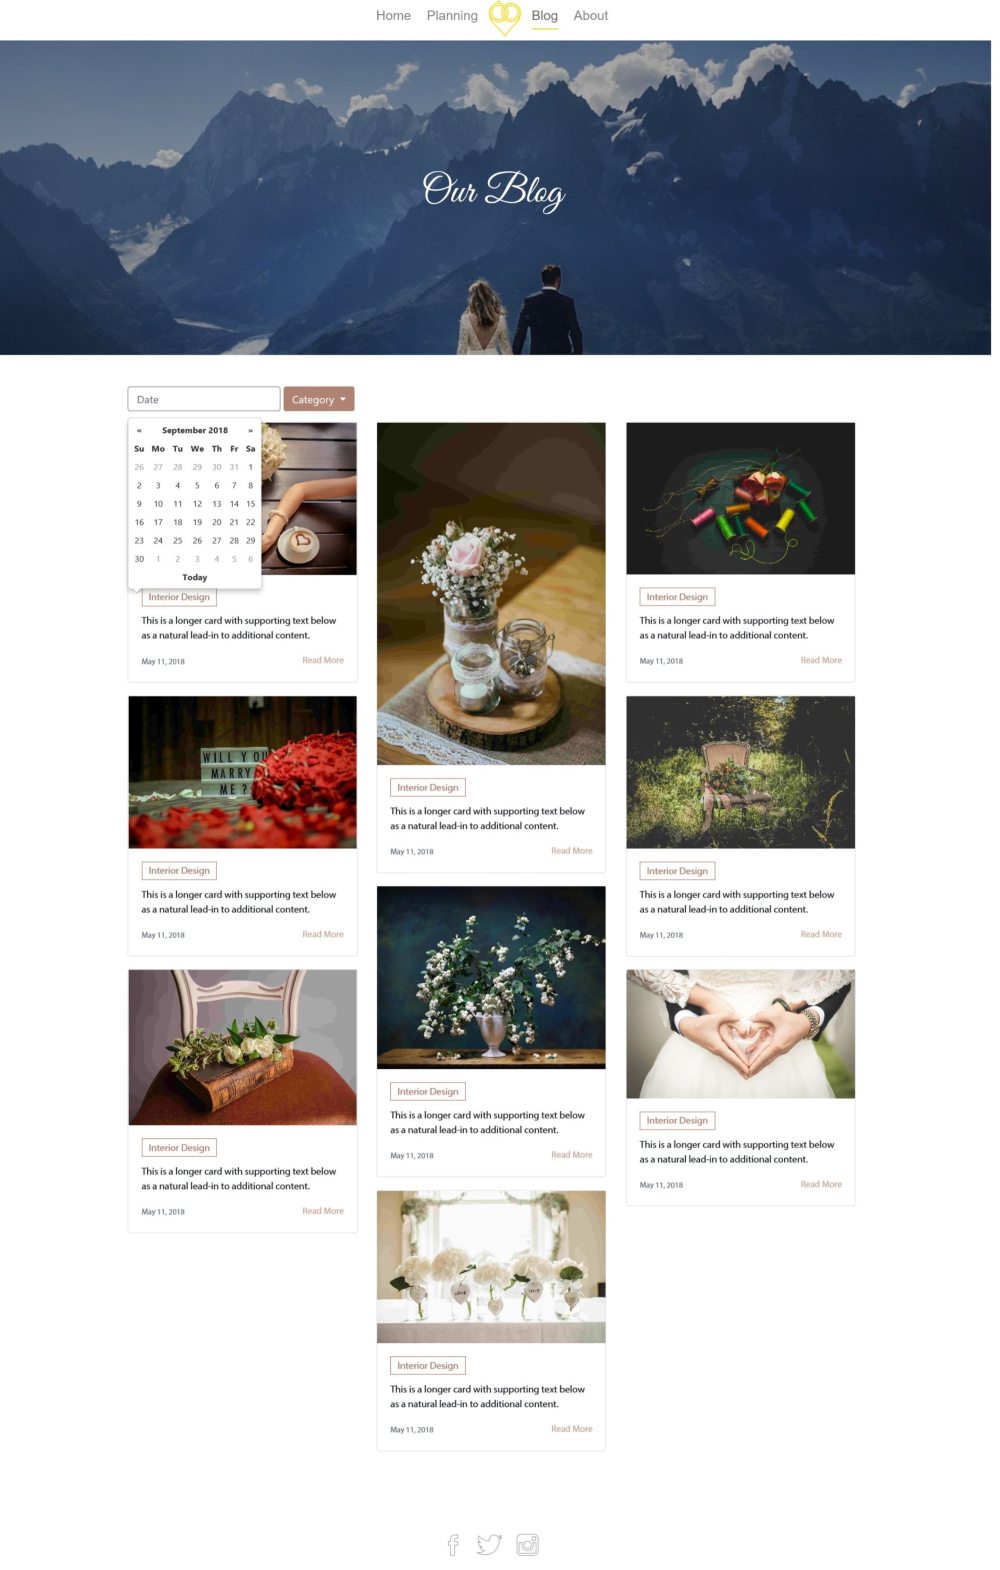 Home Planning Blog About
Our Blog
Date Category
« September 2018 »
Su Mo Tu We Th Fr Sa
26 27 28 29 30 31 1
2 3 4 5 6 7 8
9 10 11 12 13 14 15
16 17 18 19 20 21 22
23 24 25 26 27 28 29
30 1 2 3 4 5 6
Today
Interior Design
This is a longer card with supporting text below
as a natural lead-in to additional content.
May 11, 2018 Read More
WILL YOU
MARRY
ME?
Interior Design
This is a longer card with supporting text below
as a natural lead-in to additional content.
May 11, 2018 Read More
Interior Design
This is a longer card with supporting text below
as a natural lead-in to additional content.
May 11, 2018 Read More
Interior Design
This is a longer card with supporting text below
as a natural lead-in to additional content.
May 11, 2018 Read More
Interior Design
This is a longer card with supporting text below
as a natural lead-in to additional content.
May 11, 2018 Read More
LOVE
LOVE
Interior Design
This is a longer card with supporting text below
as a natural lead-in to additional content.
May 11, 2018 Read More
Interior Design
This is a longer card with supporting text below
as a natural lead-in to additional content.
May 11, 2018 Read More
Interior Design
This is a longer card with supporting text below
as a natural lead-in to additional content.
May 11, 2018 Read More
Interior Design
This is a longer card with supporting text below
as a natural lead-in to additional content.
May 11, 2018 Read More